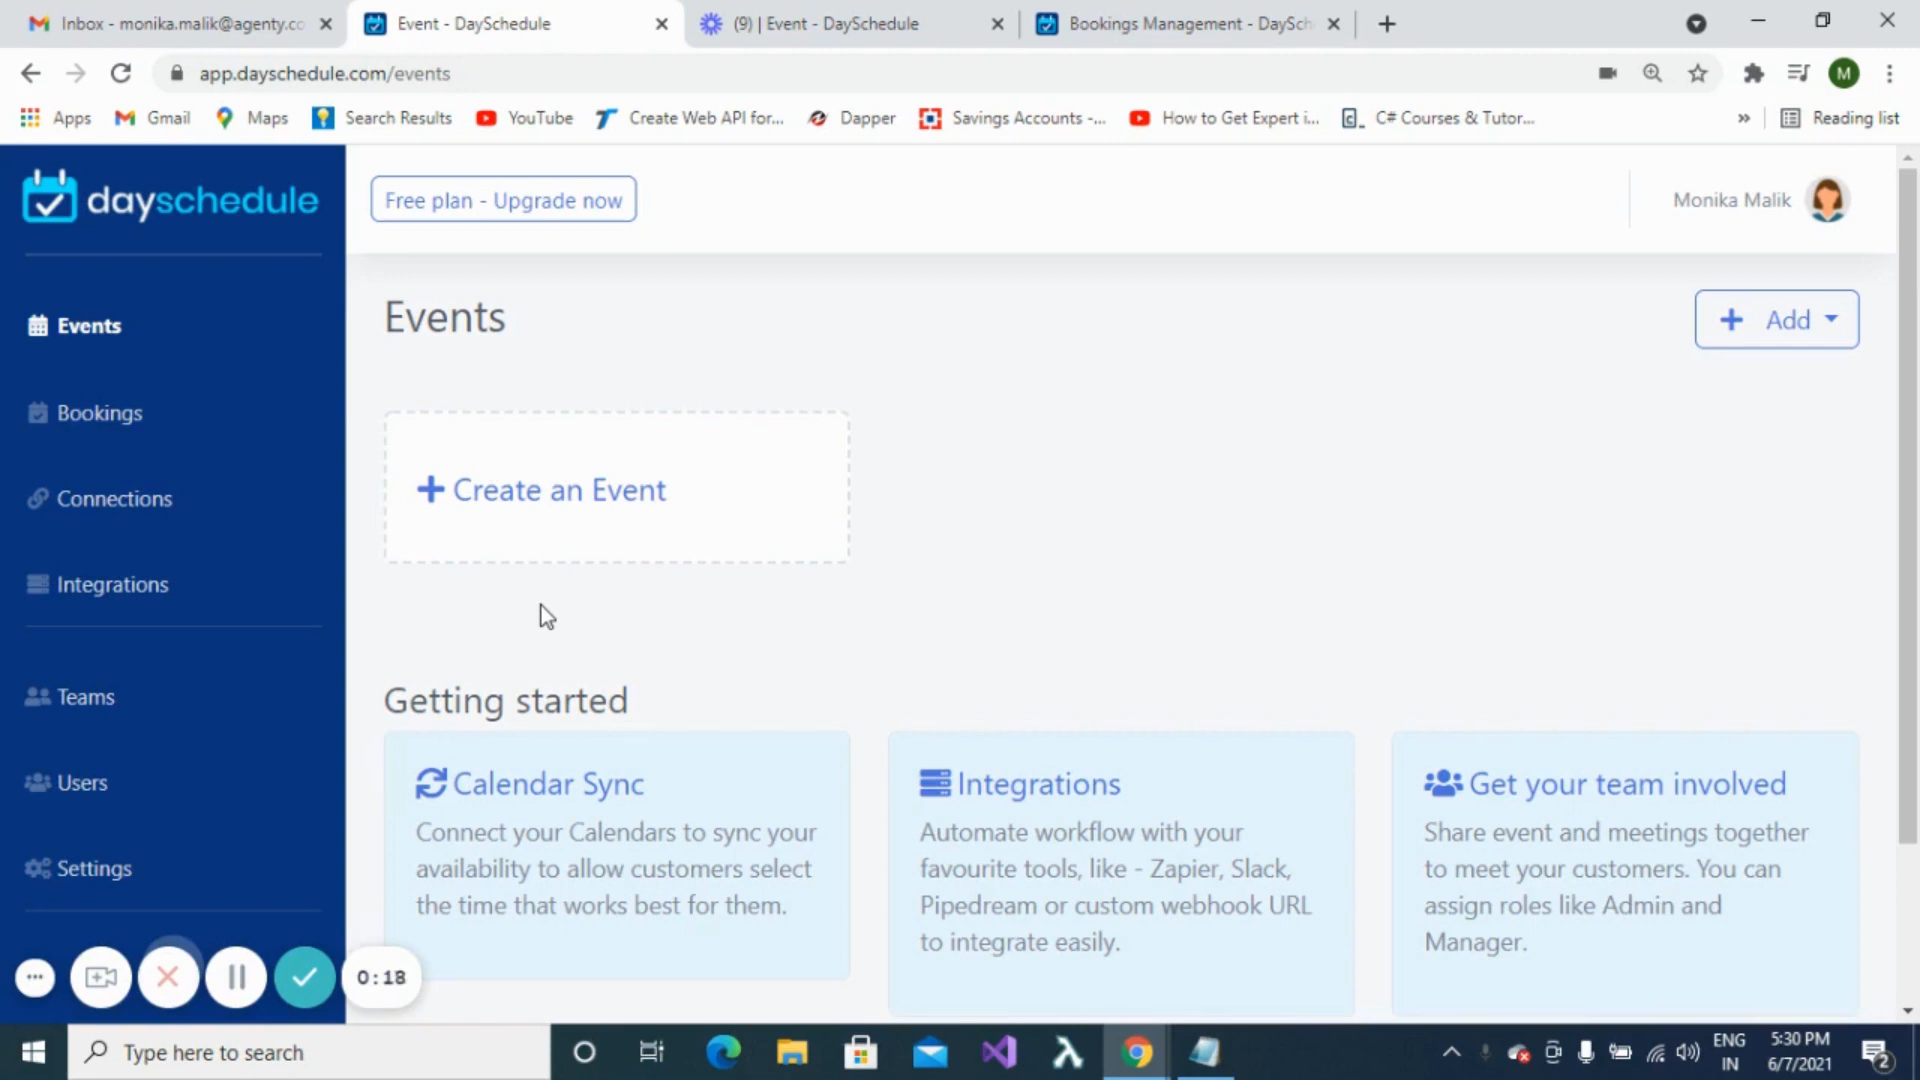 Inbox - monika.malik@agenty.co
Event - DaySchedule
(9) | Event - DaySchedule
Bookings Management - DaySch
app.dayschedule.com/events
M
Apps
Gmail
Maps
Search Results
YouTube
Create Web API for...
Dapper
Savings Accounts -...
How to Get Expert i...
C# Courses & Tutor...
»
Reading list
dayschedule
Free plan - Upgrade now
Monika Malik
Events
Bookings
Connections
Integrations
Teams
Users
Settings
Events
+ Add
+ Create an Event
Getting started
Calendar Sync
Connect your Calendars to sync your
availability to allow customers select
the time that works best for them.
Integrations
Automate workflow with your
favourite tools, like - Zapier, Slack,
Pipedream or custom webhook URL
to integrate easily.
Get your team involved
Share event and meetings together
to meet your customers. You can
assign roles like Admin and
Manager.
0:18
Type here to search
ENG
IN
5:30 PM
6/7/2021
2